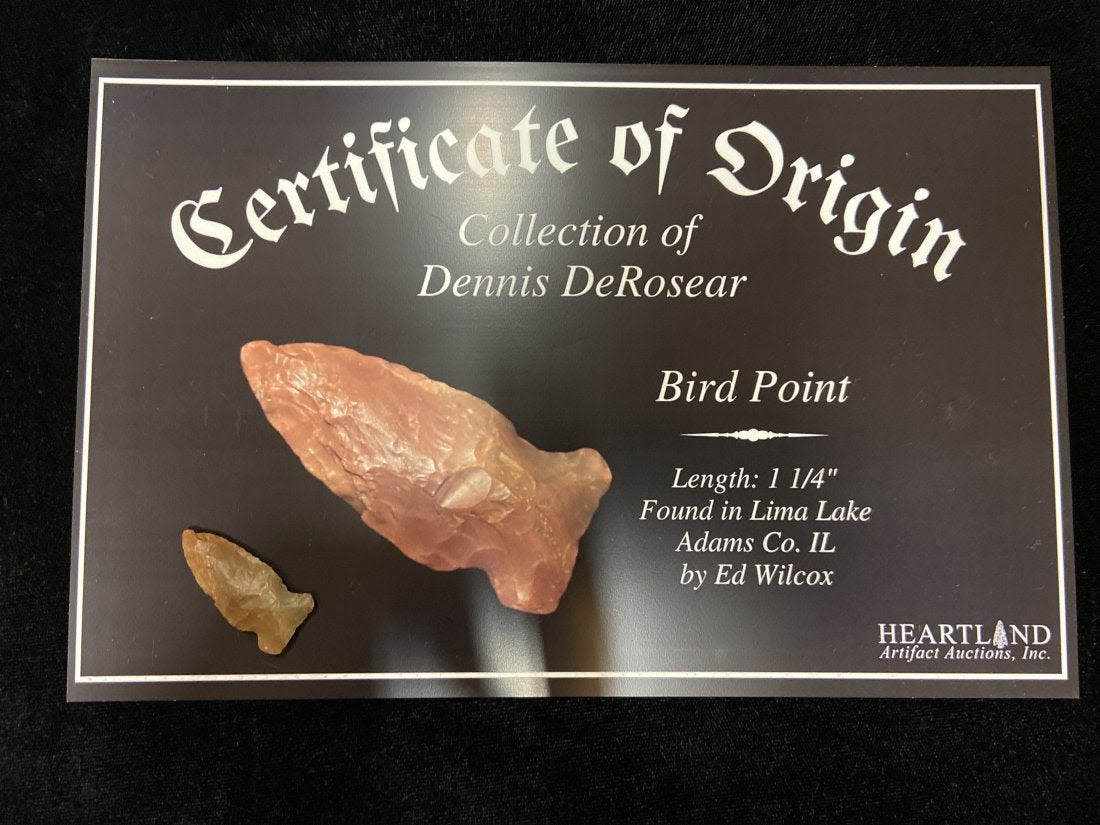 Certificate of Origin
Collection of
Dennis DeRosear
Bird Point
Length: 1 1/4"
Found in Lima Lake
Adams Co. IL
by Ed Wilcox
HEARTLAND
Artifact Auctions, Inc.